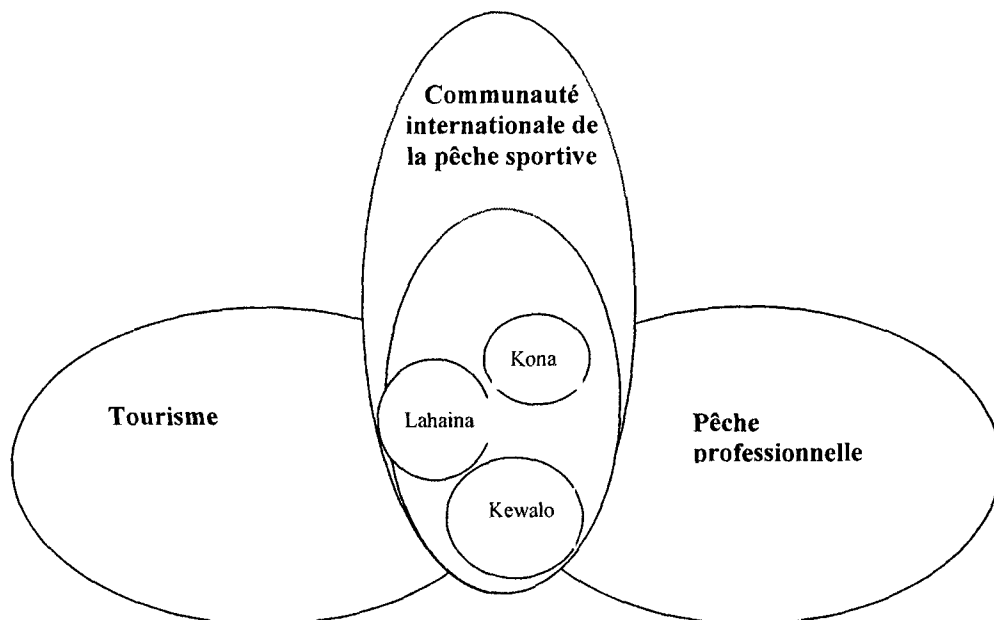 Communauté
internationale de
la pêche sportive
Kona
Lahaina
Tourisme
Pêche
professionnelle
Kewalo